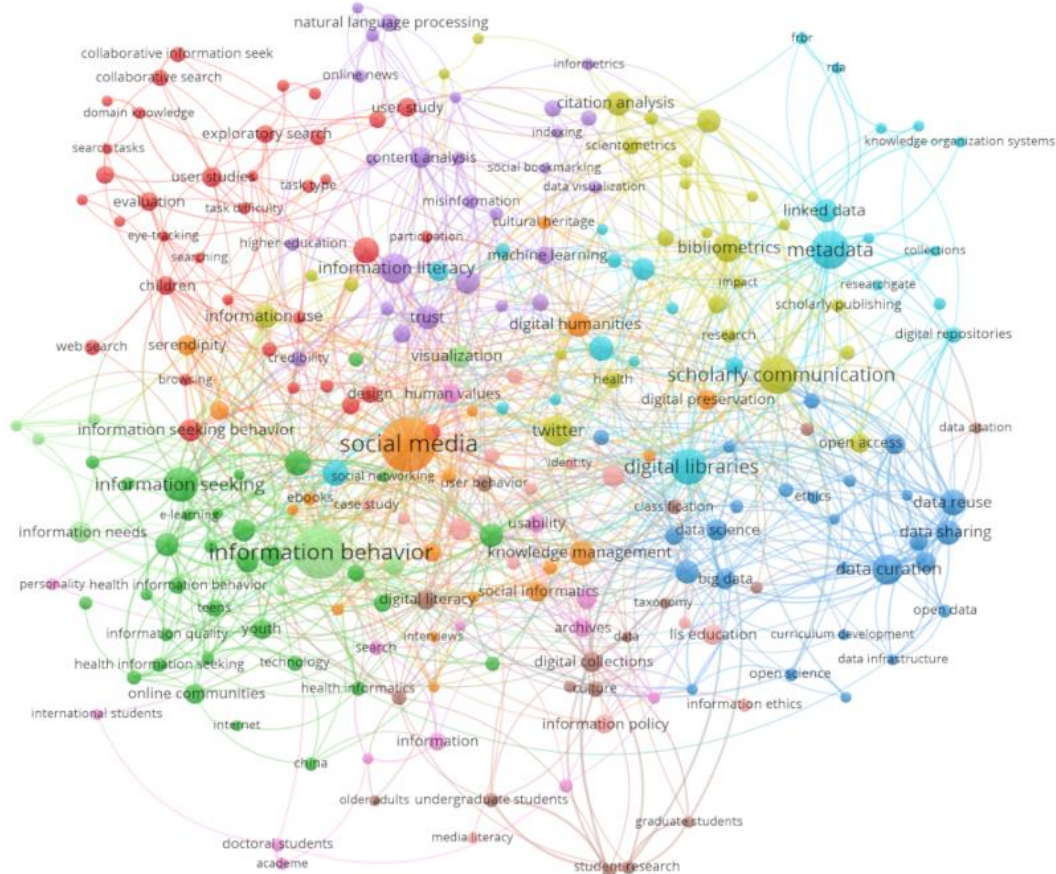 natural language processing
collaborative information seek
collaborative search
online news
domain knowledge
user study
exploratory search
search tasks
content analysis
user studies
task type
evaluation
task difficulty
misinformation
eye-tracking
higher education
participation
searching
information literacy
children
informetrics
citation analysis
indexing
scientometrics
social bookmarking
data visualization
cultural heritage
machine learning
bibliometrics
impact
frbr
rda
knowledge organization systems
linked data
metadata
collections
researchgate
scholarly publishing
digital repositories
information use
trust
digital humanities
research
web search
serendipity
credibility
visualization
browsing
design
human values
health
scholarly communication
digital preservation
information seeking behavior
social media
twitter
open access
data citation
information seeking
social networking
user behavior
identity
digital libraries
ebooks
case study
classification
ethics
data reuse
e-learning
usability
data science
data sharing
information needs
information behavior
knowledge management
big data
data curation
personality
health information behavior
teens
digital literacy
social informatics
taxonomy
open data
information quality
youth
interviews
archives
data
lis education
curriculum development
health information seeking
technology
search
digital collections
data infrastructure
online communities
health informatics
culture
open science
international students
internet
information
information policy
information ethics
china
older adults
undergraduate students
graduate students
doctoral students
media literacy
academe
student research